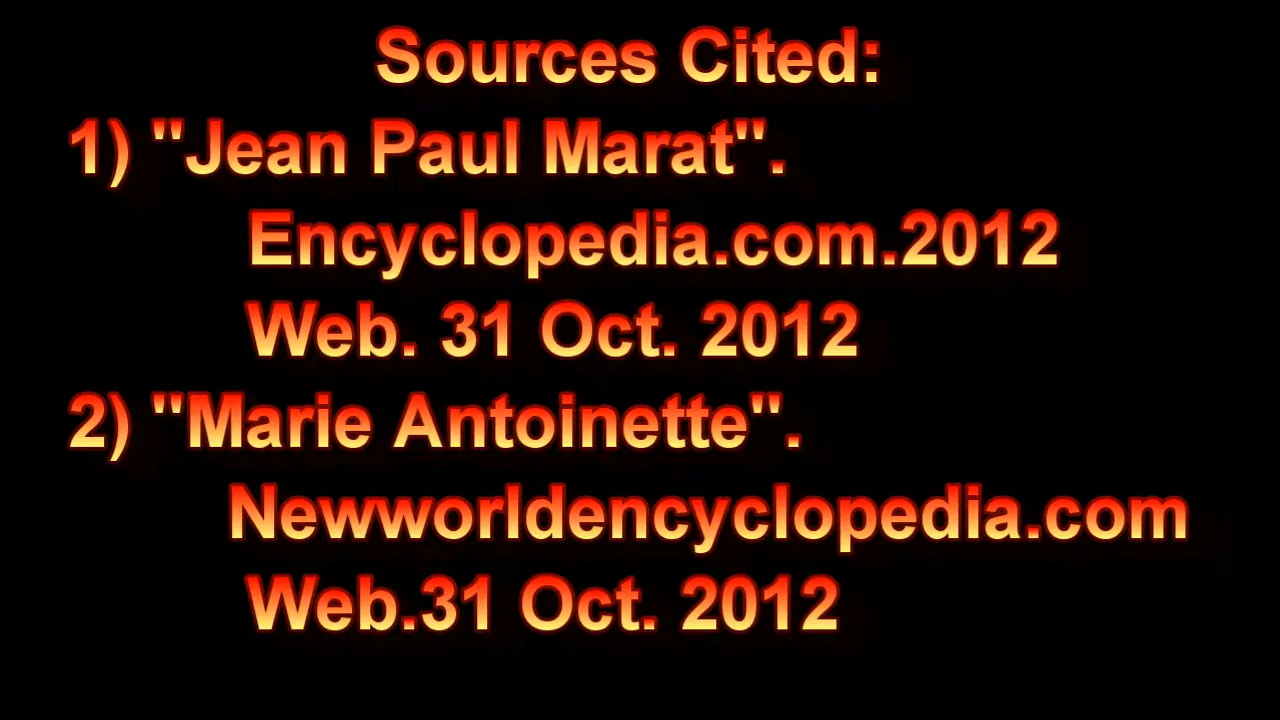 Sources Cited:
1) "Jean Paul Marat".
Encyclopedia.com.2012
Web. 31 Oct. 2012
2) "Marie Antoinette".
Newworldencyclopedia.com
Web.31 Oct. 2012